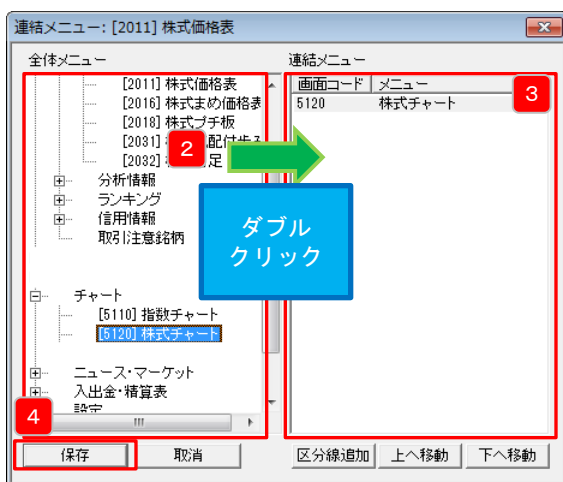 連結メニュー: [2011] 株式価格表
全体メニュー
連結メニュー
[2011] 株式価格表
[2016] 株式まめ価格表
[2018] 株式プチ板
[2031]
配付歩み
[2032]
足
分析情報
ランキング
信用情報
取引注意銘柄
チャート
[5110] 指数チャート
[5120] 株式チャート
ニュース・マーケット
入出金・精算表
設定
画面コード メニュー
5120 株式チャート
2
3
4
ダブル
クリック
保存
取消
区分線追加
上へ移動
下へ移動